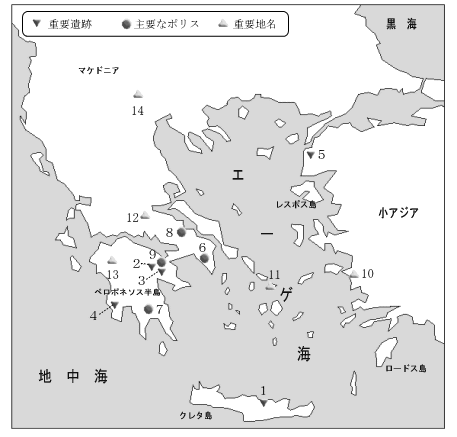 重要遺跡 主要なポリス 重要地名
黒 海
マケドニア
14
5
エーゲ海
レスボス島
小アジア
12
8
6
9
2
3
13
11
10
ペロポネソス半島
4
7
地 中 海
ロードス島
1
クレタ島